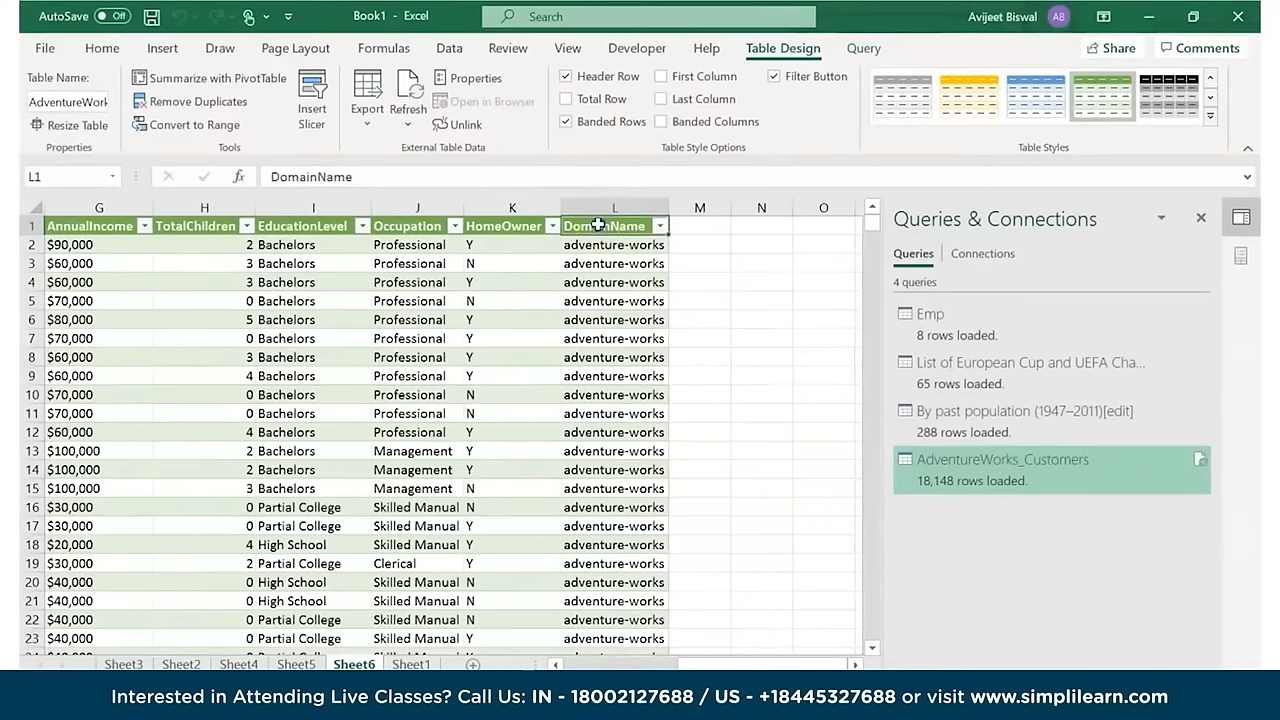 AutoSave Off Book1 - Excel Search Avijeet Biswal AB
File Home Insert Draw Page Layout Formulas Data Review View Developer Help Table Design Query Share Comments
Table Name:
AdventureWork
Resize Table
Properties
Summarize with PivotTable
Remove Duplicates
Convert to Range
Tools
Insert
Slicer
Export
Refresh
Properties
Open in Browser
Unlink
External Table Data
Header Row First Column Filter Button
Total Row Last Column
Banded Rows Banded Columns
Table Style Options
Table Styles
L1 fx DomainName
G H I J K L M N O
1 AnnualIncome TotalChildren EducationLevel Occupation HomeOwner DomainName
2 $90,000 2 Bachelors Professional Y adventure-works
3 $60,000 3 Bachelors Professional N adventure-works
4 $60,000 3 Bachelors Professional Y adventure-works
5 $70,000 0 Bachelors Professional N adventure-works
6 $80,000 5 Bachelors Professional Y adventure-works
7 $70,000 0 Bachelors Professional Y adventure-works
8 $60,000 3 Bachelors Professional Y adventure-works
9 $60,000 4 Bachelors Professional Y adventure-works
10 $70,000 0 Bachelors Professional N adventure-works
11 $70,000 0 Bachelors Professional N adventure-works
12 $60,000 4 Bachelors Professional Y adventure-works
13 $100,000 2 Bachelors Management Y adventure-works
14 $100,000 2 Bachelors Management Y adventure-works
15 $100,000 3 Bachelors Management N adventure-works
16 $30,000 0 Partial College Skilled Manual N adventure-works
17 $30,000 0 Partial College Skilled Manual Y adventure-works
18 $20,000 4 High School Skilled Manual Y adventure-works
19 $30,000 2 Partial College Clerical Y adventure-works
20 $40,000 0 High School Skilled Manual N adventure-works
21 $40,000 0 High School Skilled Manual N adventure-works
22 $40,000 0 Partial College Skilled Manual N adventure-works
23 $40,000 0 Partial College Skilled Manual Y adventure-works
Sheet3 Sheet2 Sheet4 Sheet5 Sheet6 Sheet1
Queries & Connections
Queries Connections
4 queries
Emp
8 rows loaded.
List of European Cup and UEFA Cha...
65 rows loaded.
By past population (1947–2011)[edit]
288 rows loaded.
AdventureWorks_Customers
18,148 rows loaded.
Interested in Attending Live Classes? Call Us: IN - 18002127688 / US - +18445327688 or visit www.simplilearn.com